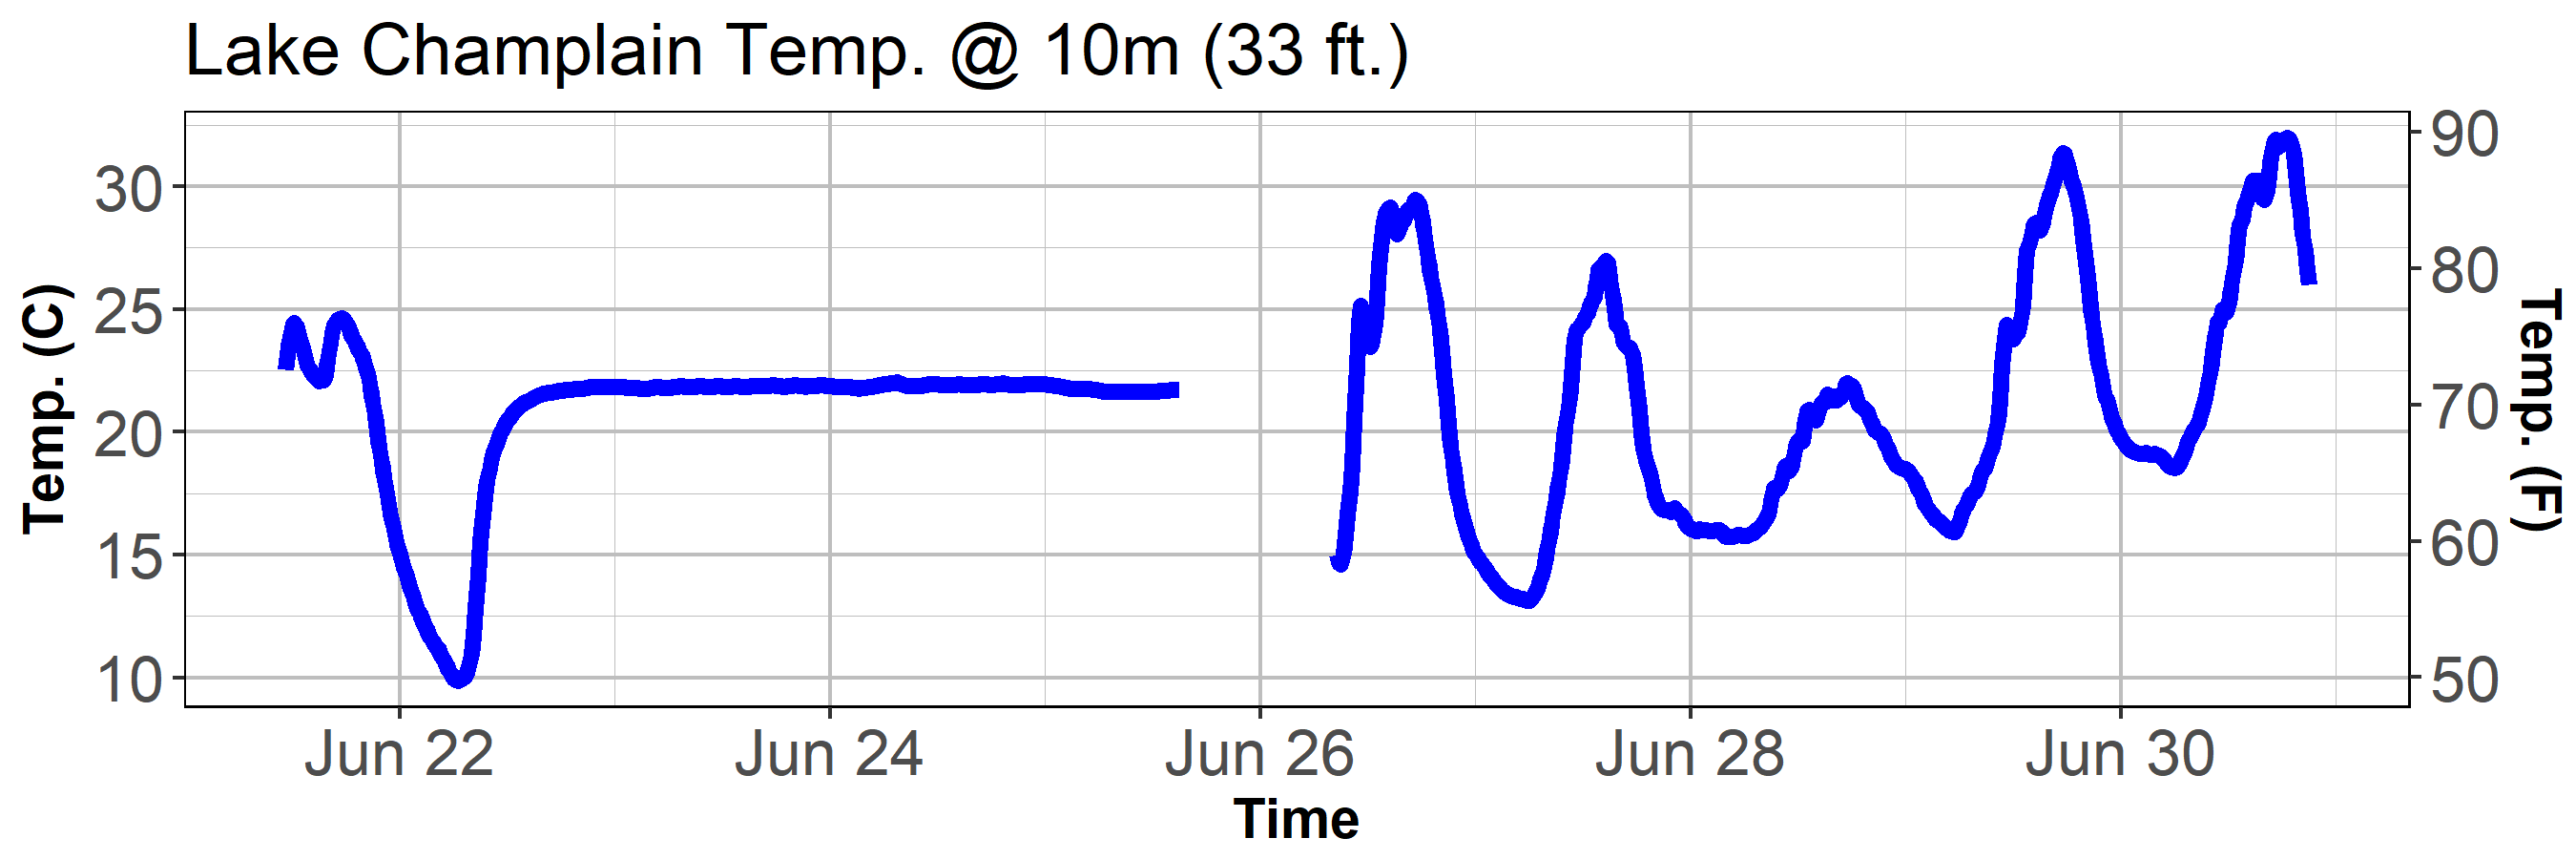 Lake Champlain Temp. @ 10m (33 ft.)
Temp. (C)
30
25
20
15
10
90
80
70
60
50
Temp. (F)
Jun 22 Jun 24 Jun 26 Jun 28 Jun 30
Time